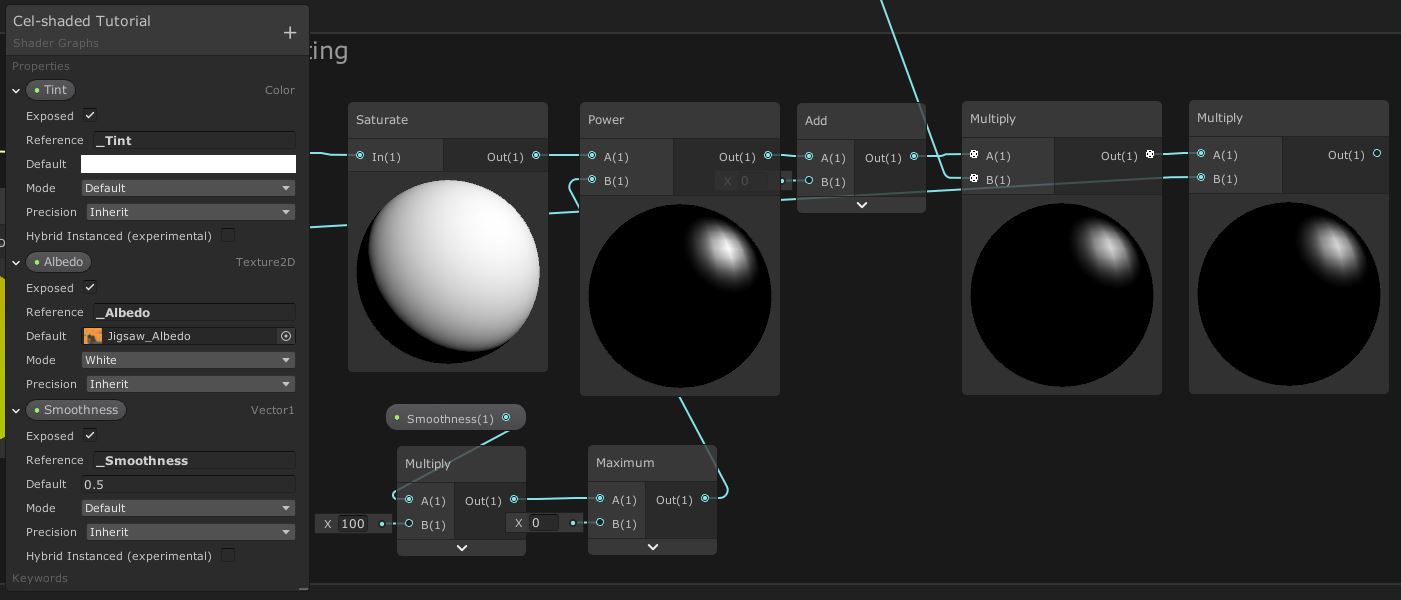 Cel-shaded Tutorial
Shader Graphs
Properties
Tint Color
Exposed
Reference _Tint
Default
Mode Default
Precision Inherit
Hybrid Instanced (experimental)
Albedo Texture2D
Exposed
Reference _Albedo
Default Jigsaw_Albedo
Mode White
Precision Inherit
Smoothness Vector1
Exposed
Reference _Smoothness
Default 0.5
Mode Default
Precision Inherit
Hybrid Instanced (experimental)
Keywords
ting
Saturate
In(1) Out(1)
Power
A(1) Out(1)
B(1)
X 0
Add
A(1) Out(1)
B(1)
Multiply
A(1) Out(1)
B(1)
Multiply
A(1) Out(1)
B(1)
Smoothness(1)
Multiply
A(1) Out(1)
X 100 B(1)
Maximum
A(1) Out(1)
X 0 B(1)